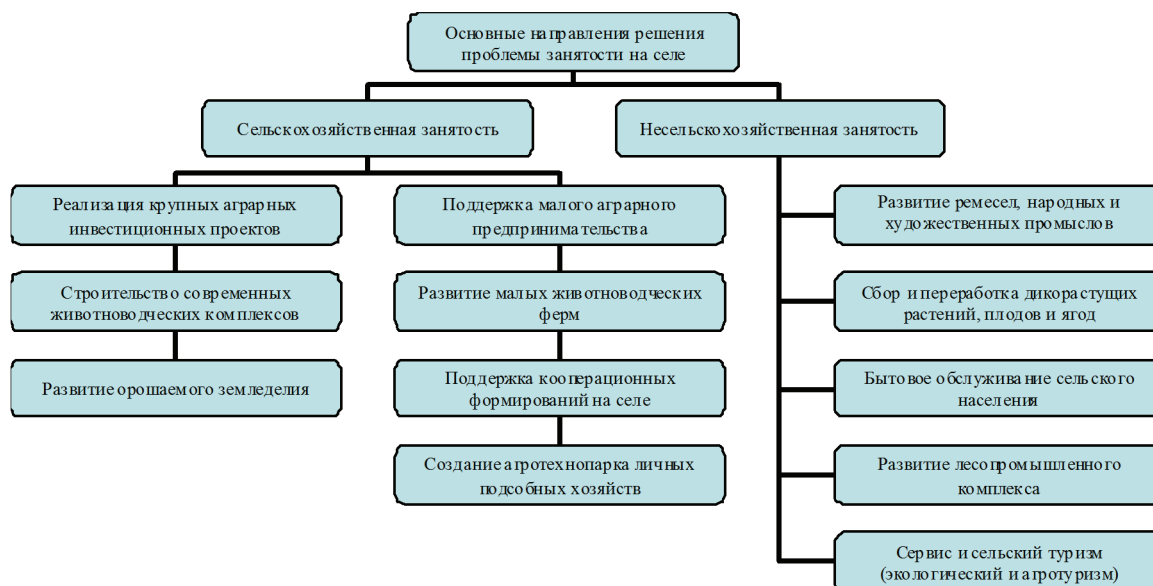 Основные направления решения
проблемы занятости на селе
Сельскохозяйственная занятость
Несельскохозяйственная занятость
Реализация крупных аграрных
инвестиционных проектов
Поддержка малого аграрного
предпринимательства
Развитие ремесел, народных и
художественных промыслов
Строительство современных
животноводческих комплексов
Развитие малых животноводческих
ферм
Сбор и переработка дикорастущих
растений, плодов и ягод
Развитие орошаемого земледелия
Поддержка кооперационных
формирований на селе
Бытовое обслуживание сельского
населения
Создание агротехнопарка личных
подсобных хозяйств
Развитие лесопромышленного
комплекса
Сервис и сельский туризм
(экологический и агротуризм)